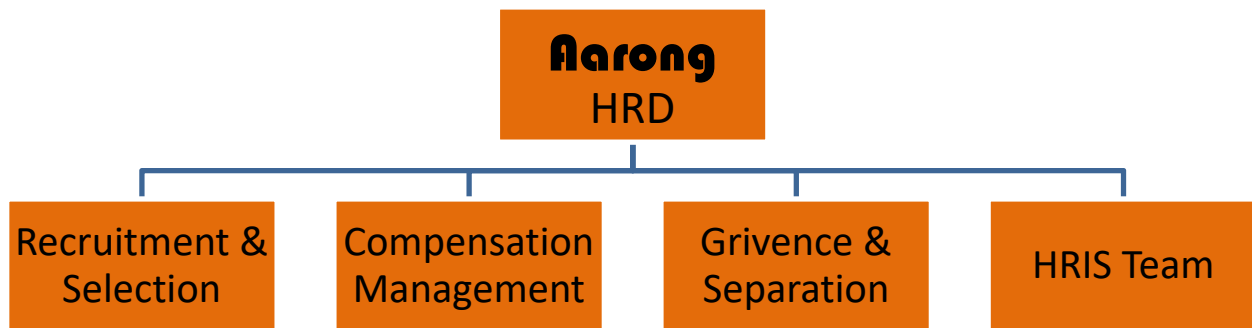 Aarong
HRD
Recruitment &
Selection
Compensation
Management
Grivence &
Separation
HRIS Team